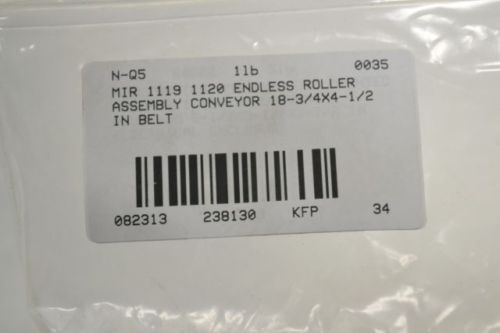 N-Q5 1lb 0035
MIR 1119 1120 ENDLESS ROLLER
ASSEMBLY CONVEYOR 18-3/4X4-1/2
IN BELT
082313 238130 KFP 34